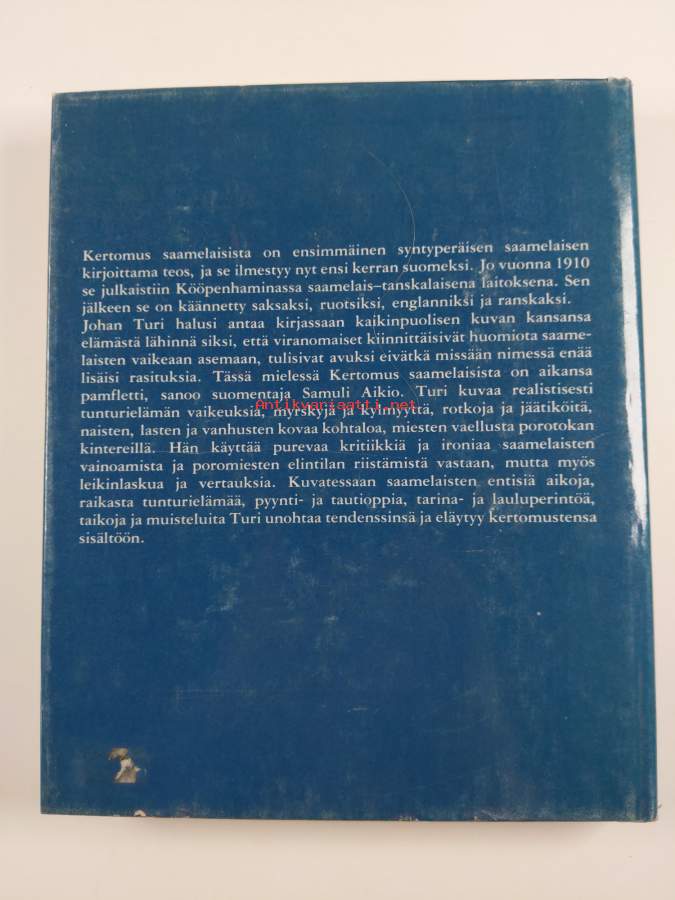 Kertomus saamelaisista on ensimmäinen syntyperäisen saamelaisen
kirjoittama teos, ja se ilmestyy nyt ensi kerran suomeksi. Jo vuonna 1910
se julkaistiin Kööpenhaminassa saamelais–tanskalaisena laitoksena. Sen
jälkeen se on käännetty saksaksi, ruotsiksi, englanniksi ja ranskaksi.
Johan Turi halusi antaa kirjassaan kaikinpuolisen kuvan kansansa
elämästä lähinnä siksi, että viranomaiset kiinnittäisivät huomiota saame-
laisten vaikeaan asemaan, tulisivat avuksi eivätkä missään nimessä enää
lisäisi rasituksia. Tässä mielessä Kertomus saamelaisista on aikansa
pamfletti, sanoo suomentaja Samuli Aikio. Turi kuvaa realistisesti
Antikvariaatti.net
tunturielämän vaikeuksia, myrskyjä ja kylmyyttä, rotkoja ja jäätiköitä,
naisten, lasten ja vanhusten kovaa kohtaloa, miesten vaellusta porotokan
kintereillä. Hän käyttää purevaa kritiikkiä ja ironiaa saamelaisten
vainoamista ja poromiesten elintilan riistämistä vastaan, mutta myös
leikinlaskua ja vertauksia. Kuvatessaan saamelaisten entisiä aikoja,
raikasta tunturielämää, pyynti- ja tautioppia, tarina- ja lauluperintöä,
taikoja ja muisteluita Turi unohtaa tendenssinsä ja eläytyy kertomustensa
sisältöön.